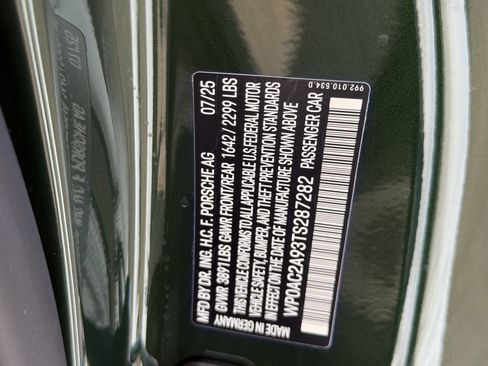 MFD BY DR. ING. H.C. F. PORSCHE AG 07/25
GVWR 3891 LBS GAWR FRONT/REAR 1642 / 2299 LBS
THIS VEHICLE CONFORMS TO ALL APPLICABLE U.S. FEDERAL MOTOR
VEHICLE SAFETY, BUMPER, AND THEFT PREVENTION STANDARDS
IN EFFECT ON THE DATE OF MANUFACTURE SHOWN ABOVE
WP0AC2A93TS287282 PASSENGER CAR
MADE IN GERMANY
992.010.634.D